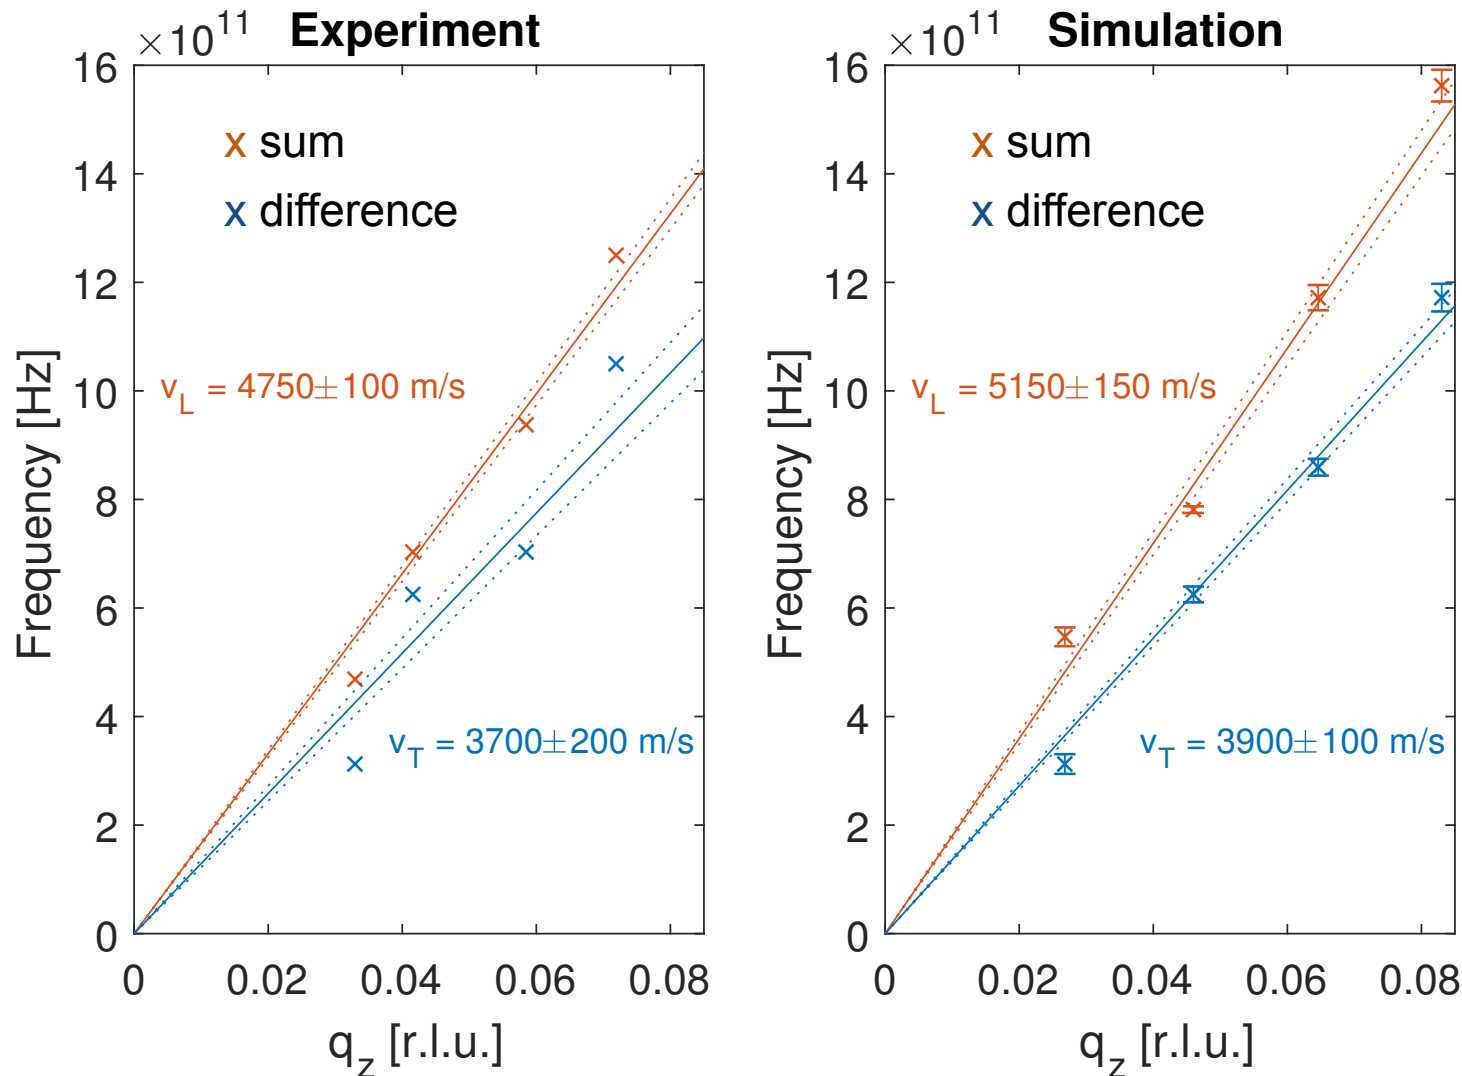 ×10^11 Experiment
16
14
12
10
8
6
4
2
0
Frequency [Hz]
x sum
x difference
v_L = 4750±100 m/s
v_T = 3700±200 m/s
0 0.02 0.04 0.06 0.08
q_z [r.l.u.]
×10^11 Simulation
16
14
12
10
8
6
4
2
0
Frequency [Hz]
x sum
x difference
v_L = 5150±150 m/s
v_T = 3900±100 m/s
0 0.02 0.04 0.06 0.08
q_z [r.l.u.]